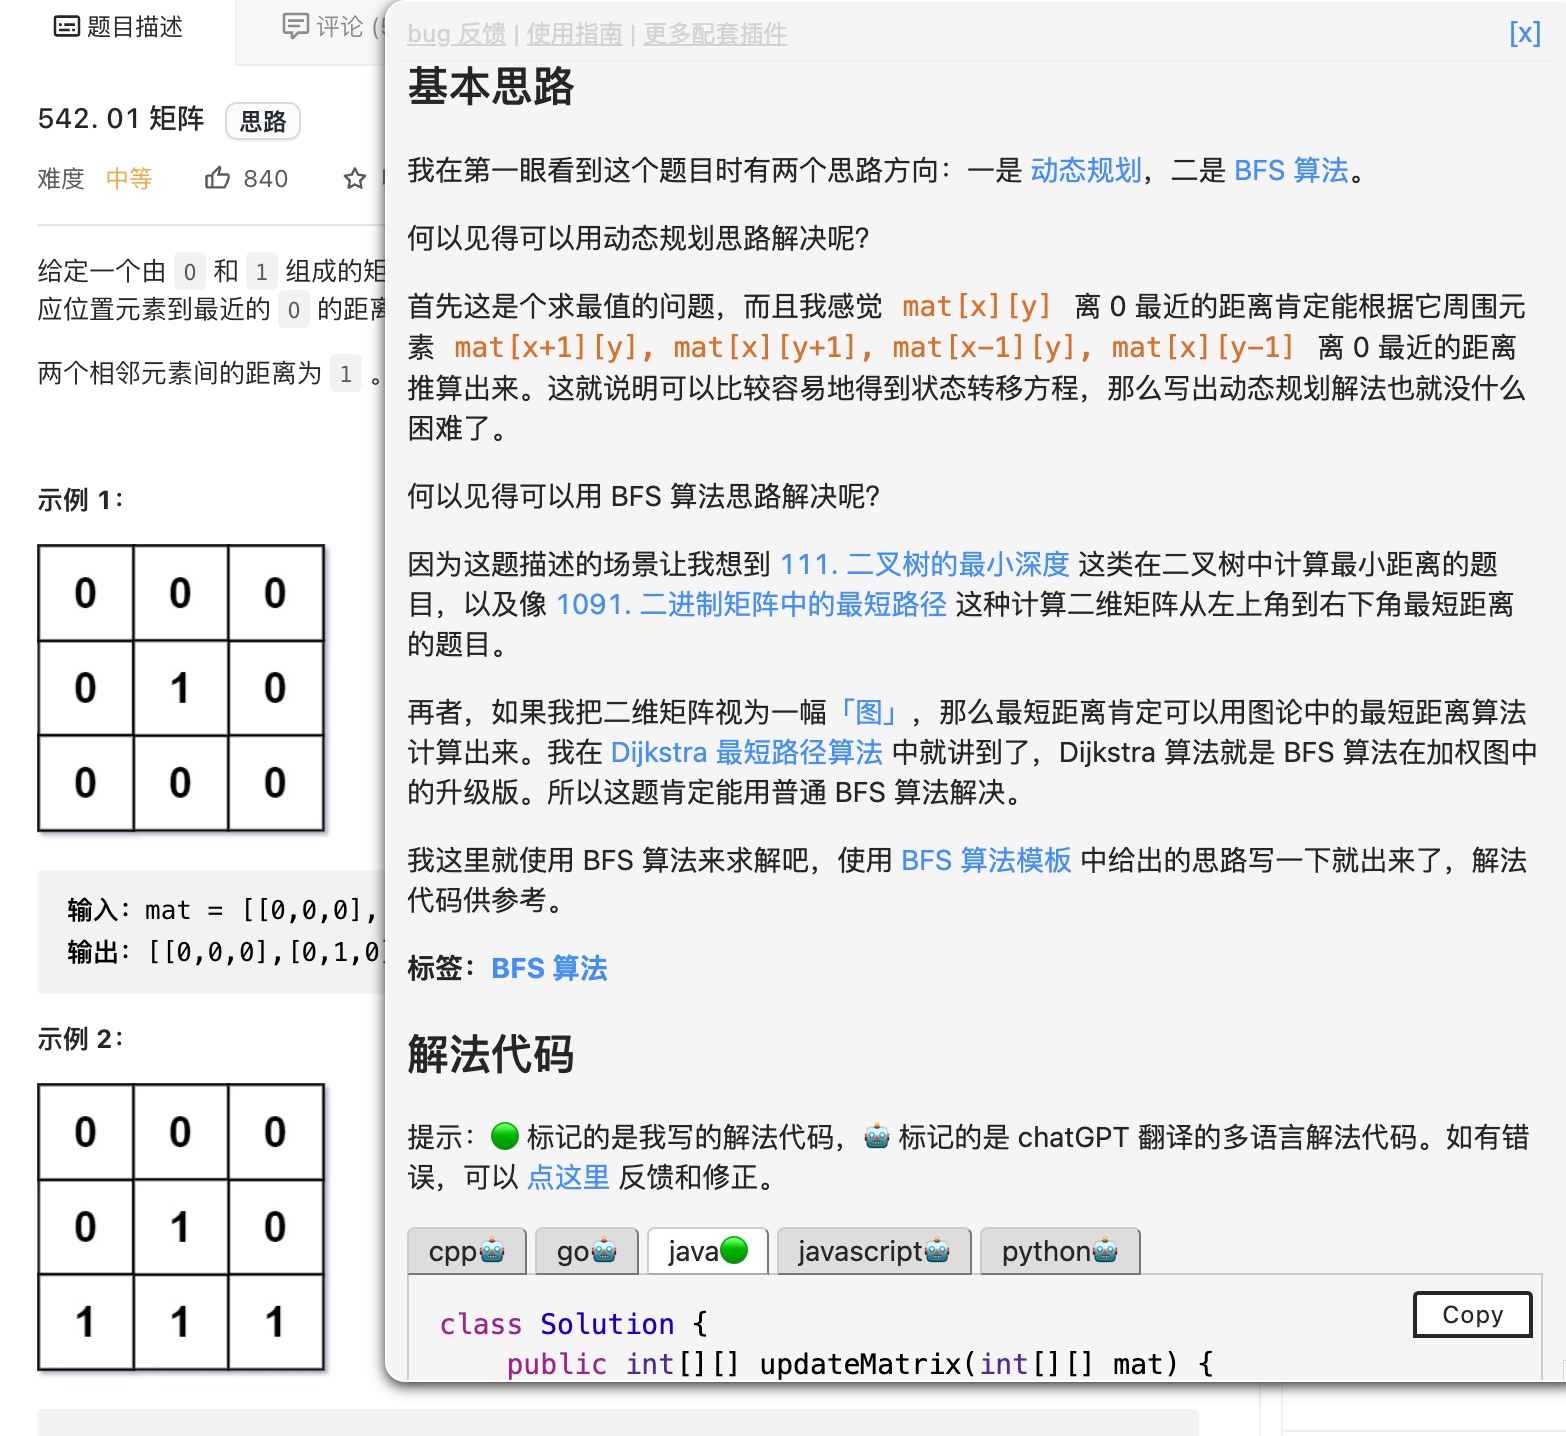 题目描述
评论 (
542. 01 矩阵
思路
难度 中等 840
给定一个由 0 和 1 组成的矩
应位置元素到最近的 0 的距离
两个相邻元素间的距离为 1 。
示例 1：
0 0 0
0 1 0
0 0 0
输入：mat = [[0,0,0],
输出：[[0,0,0],[0,1,0]
示例 2：
0 0 0
0 1 0
1 1 1
bug 反馈 | 使用指南 | 更多配套插件
[x]
基本思路
我在第一眼看到这个题目时有两个思路方向：一是 动态规划，二是 BFS 算法。
何以见得可以用动态规划思路解决呢？
首先这是个求最值的问题，而且我感觉 mat[x][y] 离 0 最近的距离肯定能根据它周围元
素 mat[x+1][y], mat[x][y+1], mat[x-1][y], mat[x][y-1] 离 0 最近的距离
推算出来。这就说明可以比较容易地得到状态转移方程，那么写出动态规划解法也就没什么
困难了。
何以见得可以用 BFS 算法思路解决呢？
因为这题描述的场景让我想到 111. 二叉树的最小深度 这类在二叉树中计算最小距离的题
目，以及像 1091. 二进制矩阵中的最短路径 这种计算二维矩阵从左上角到右下角最短距离
的题目。
再者，如果我把二维矩阵视为一幅「图」，那么最短距离肯定可以用图论中的最短距离算法
计算出来。我在 Dijkstra 最短路径算法 中就讲到了，Dijkstra 算法就是 BFS 算法在加权图中
的升级版。所以这题肯定能用普通 BFS 算法解决。
我这里就使用 BFS 算法来求解吧，使用 BFS 算法模板 中给出的思路写一下就出来了，解法
代码供参考。
标签：BFS 算法
解法代码
提示：🟢 标记的是我写的解法代码，🤖 标记的是 chatGPT 翻译的多语言解法代码。如有错
误，可以 点这里 反馈和修正。
cpp🤖 go🤖 java🟢 javascript🤖 python🤖
Copy
class Solution {
public int[][] updateMatrix(int[][] mat) {